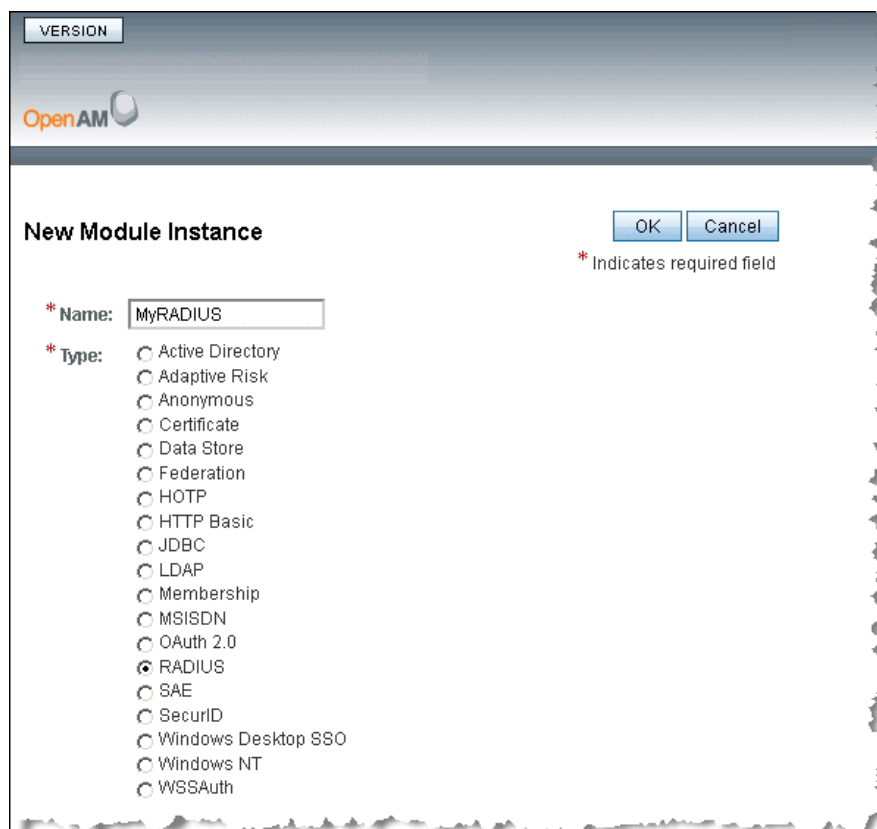 VERSION
OpenAM
New Module Instance
OK Cancel
* Indicates required field
* Name: MyRADIUS
* Type:
Active Directory
Adaptive Risk
Anonymous
Certificate
Data Store
Federation
HOTP
HTTP Basic
JDBC
LDAP
Membership
MSISDN
OAuth 2.0
RADIUS
SAE
SecurID
Windows Desktop SSO
Windows NT
WSSAuth